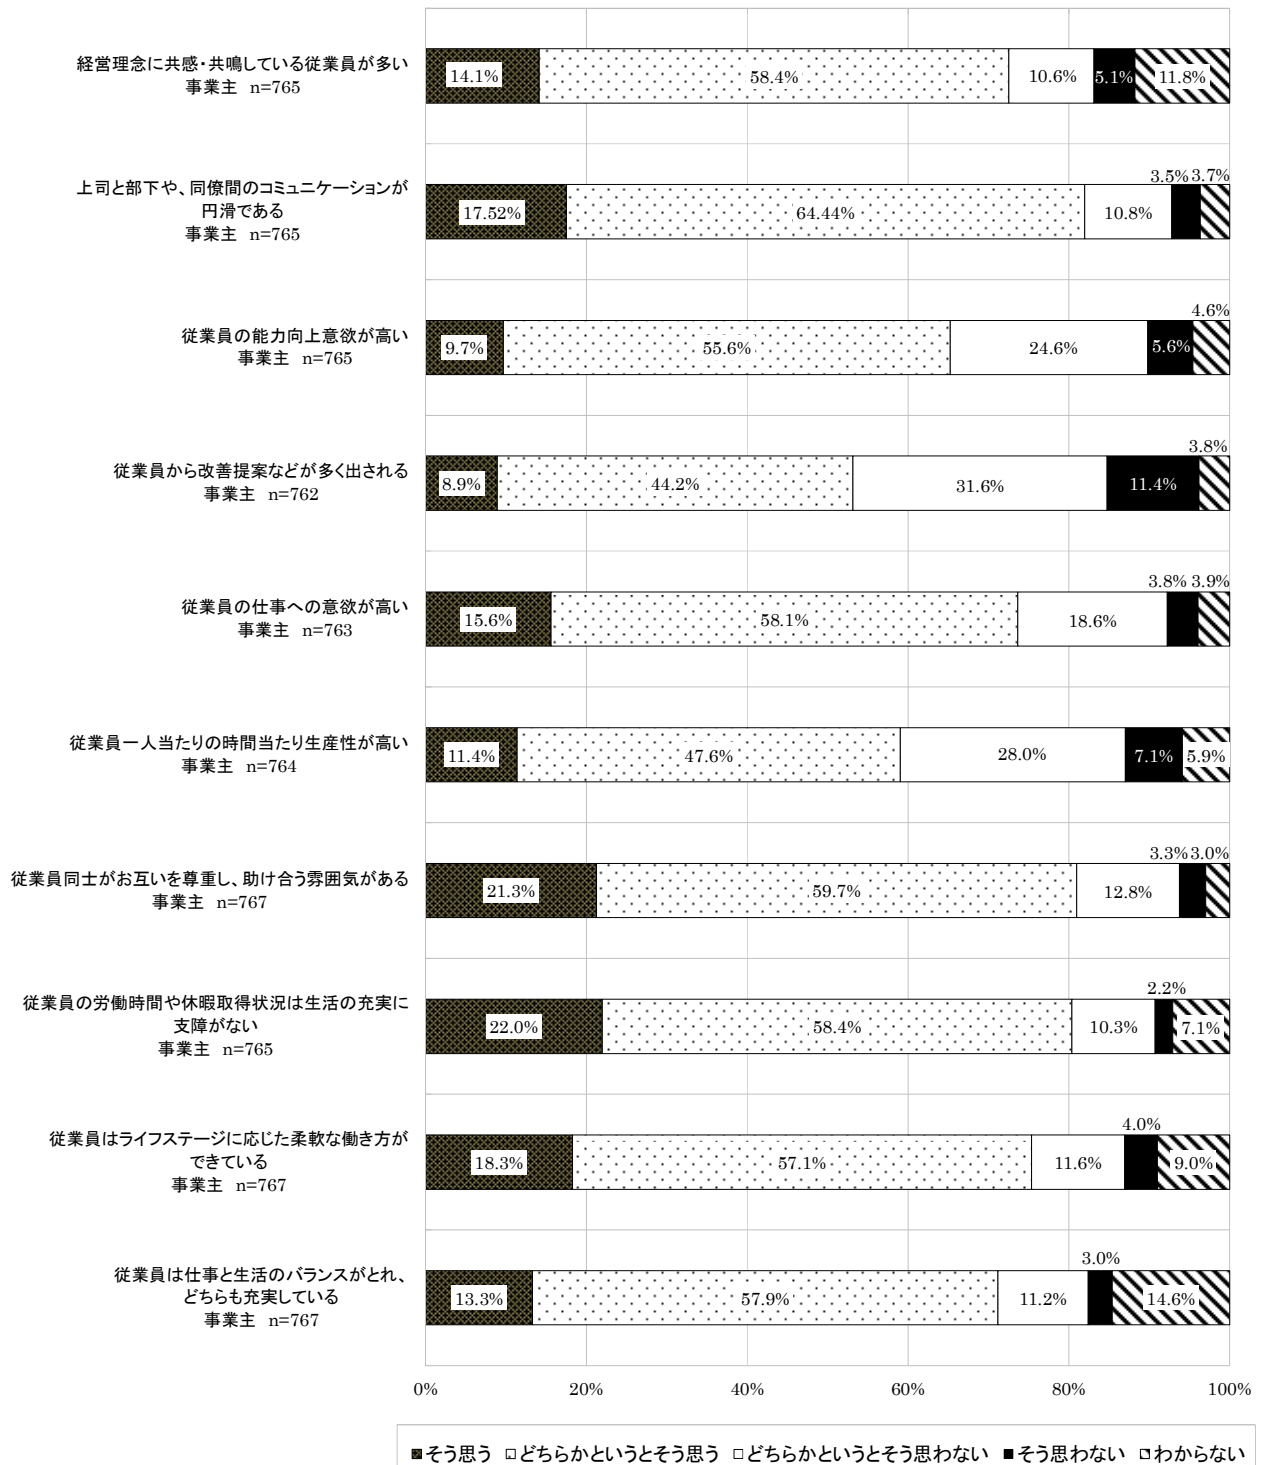 経営理念に共感・共鳴している従業員が多い
事業主 n=765
14.1%
58.4%
10.6%
5.1%
11.8%
上司と部下や、同僚間のコミュニケーションが
円滑である
事業主 n=765
17.52%
64.44%
10.8%
3.5%
3.7%
従業員の能力向上意欲が高い
事業主 n=765
9.7%
55.6%
24.6%
5.6%
4.6%
従業員から改善提案などが多く出される
事業主 n=762
8.9%
44.2%
31.6%
11.4%
3.8%
従業員の仕事への意欲が高い
事業主 n=763
15.6%
58.1%
18.6%
3.8%
3.9%
従業員一人当たりの時間当たり生産性が高い
事業主 n=764
11.4%
47.6%
28.0%
7.1%
5.9%
従業員同士がお互いを尊重し、助け合う雰囲気がある
事業主 n=767
21.3%
59.7%
12.8%
3.3%
3.0%
従業員の労働時間や休暇取得状況は生活の充実に
支障がない
事業主 n=765
22.0%
58.4%
10.3%
2.2%
7.1%
従業員はライフステージに応じた柔軟な働き方が
できている
事業主 n=767
18.3%
57.1%
11.6%
4.0%
9.0%
従業員は仕事と生活のバランスがとれ、
どちらも充実している
事業主 n=767
13.3%
57.9%
11.2%
3.0%
14.6%
0% 20% 40% 60% 80% 100%
そう思う どちらかというとそう思う どちらかというとそう思わない そう思わない わからない